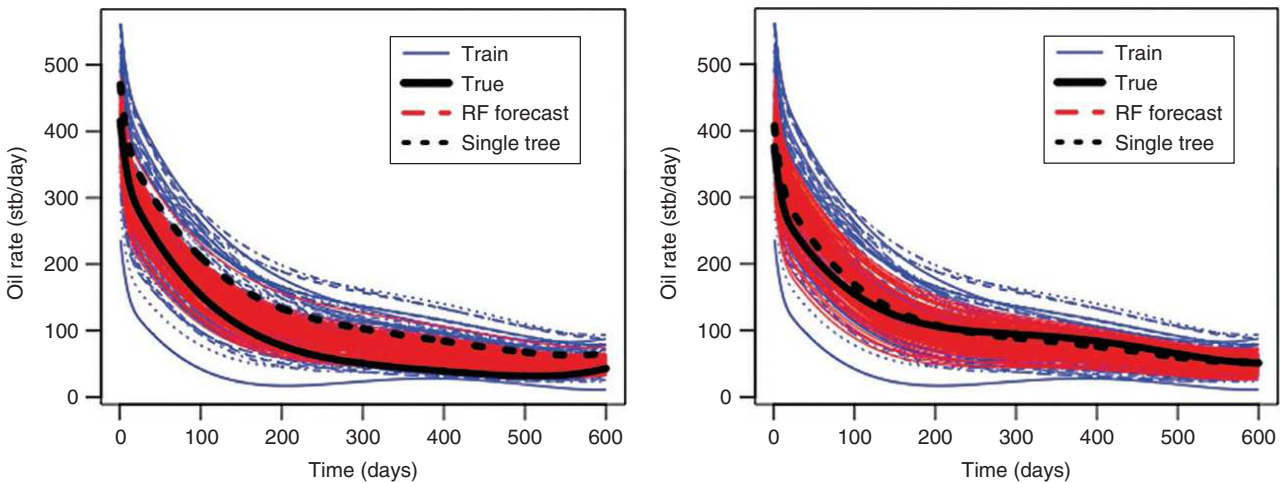 Oil rate (stb/day)
500
400
300
200
100
0
Train
True
RF forecast
Single tree
0 100 200 300 400 500 600
Time (days)
Oil rate (stb/day)
500
400
300
200
100
0
Train
True
RF forecast
Single tree
0 100 200 300 400 500 600
Time (days)